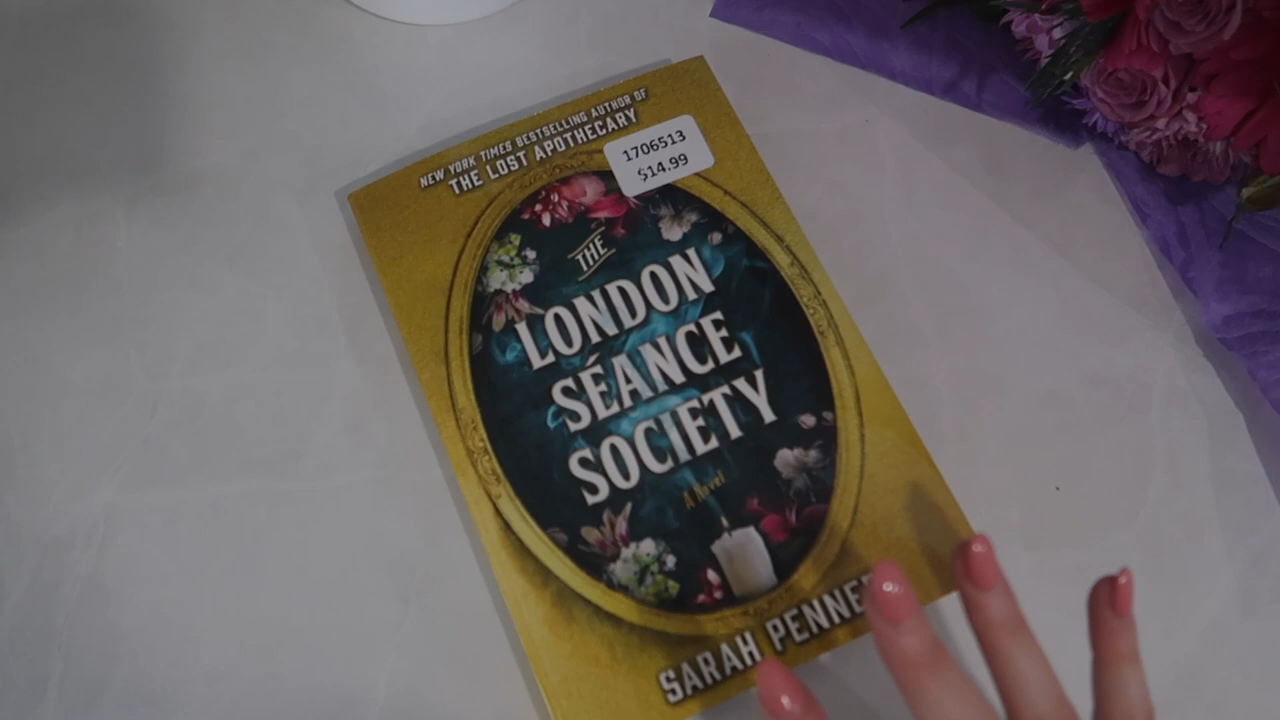 NEW YORK TIMES BESTSELLING AUTHOR OF
THE LOST APOTHECARY
1706513
$14.99
THE
LONDON
SÉANCE
SOCIETY
A Novel
SARAH PENNE